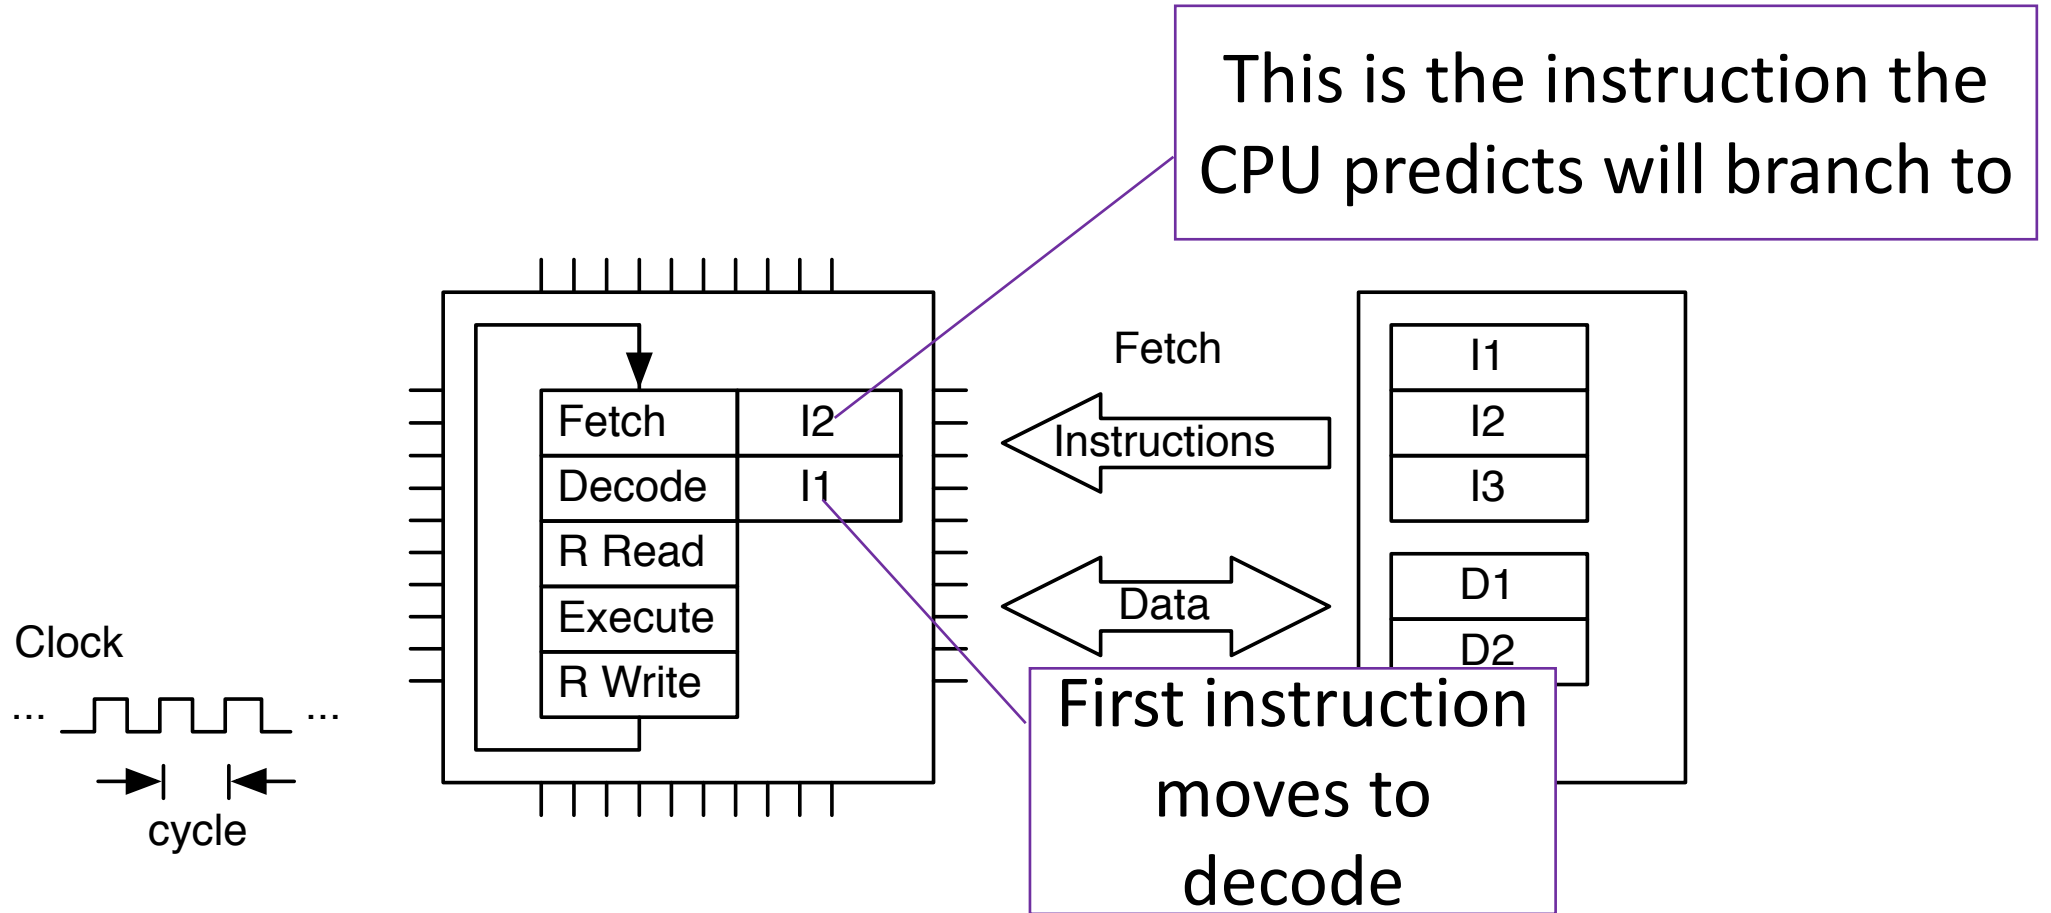 This is the instruction the
CPU predicts will branch to
Fetch
I1
Fetch
I2
Instructions
I2
Decode
I1
I3
R Read
D1
Execute
Data
D2
Clock
R Write
First instruction
moves to
decode
... ...
cycle